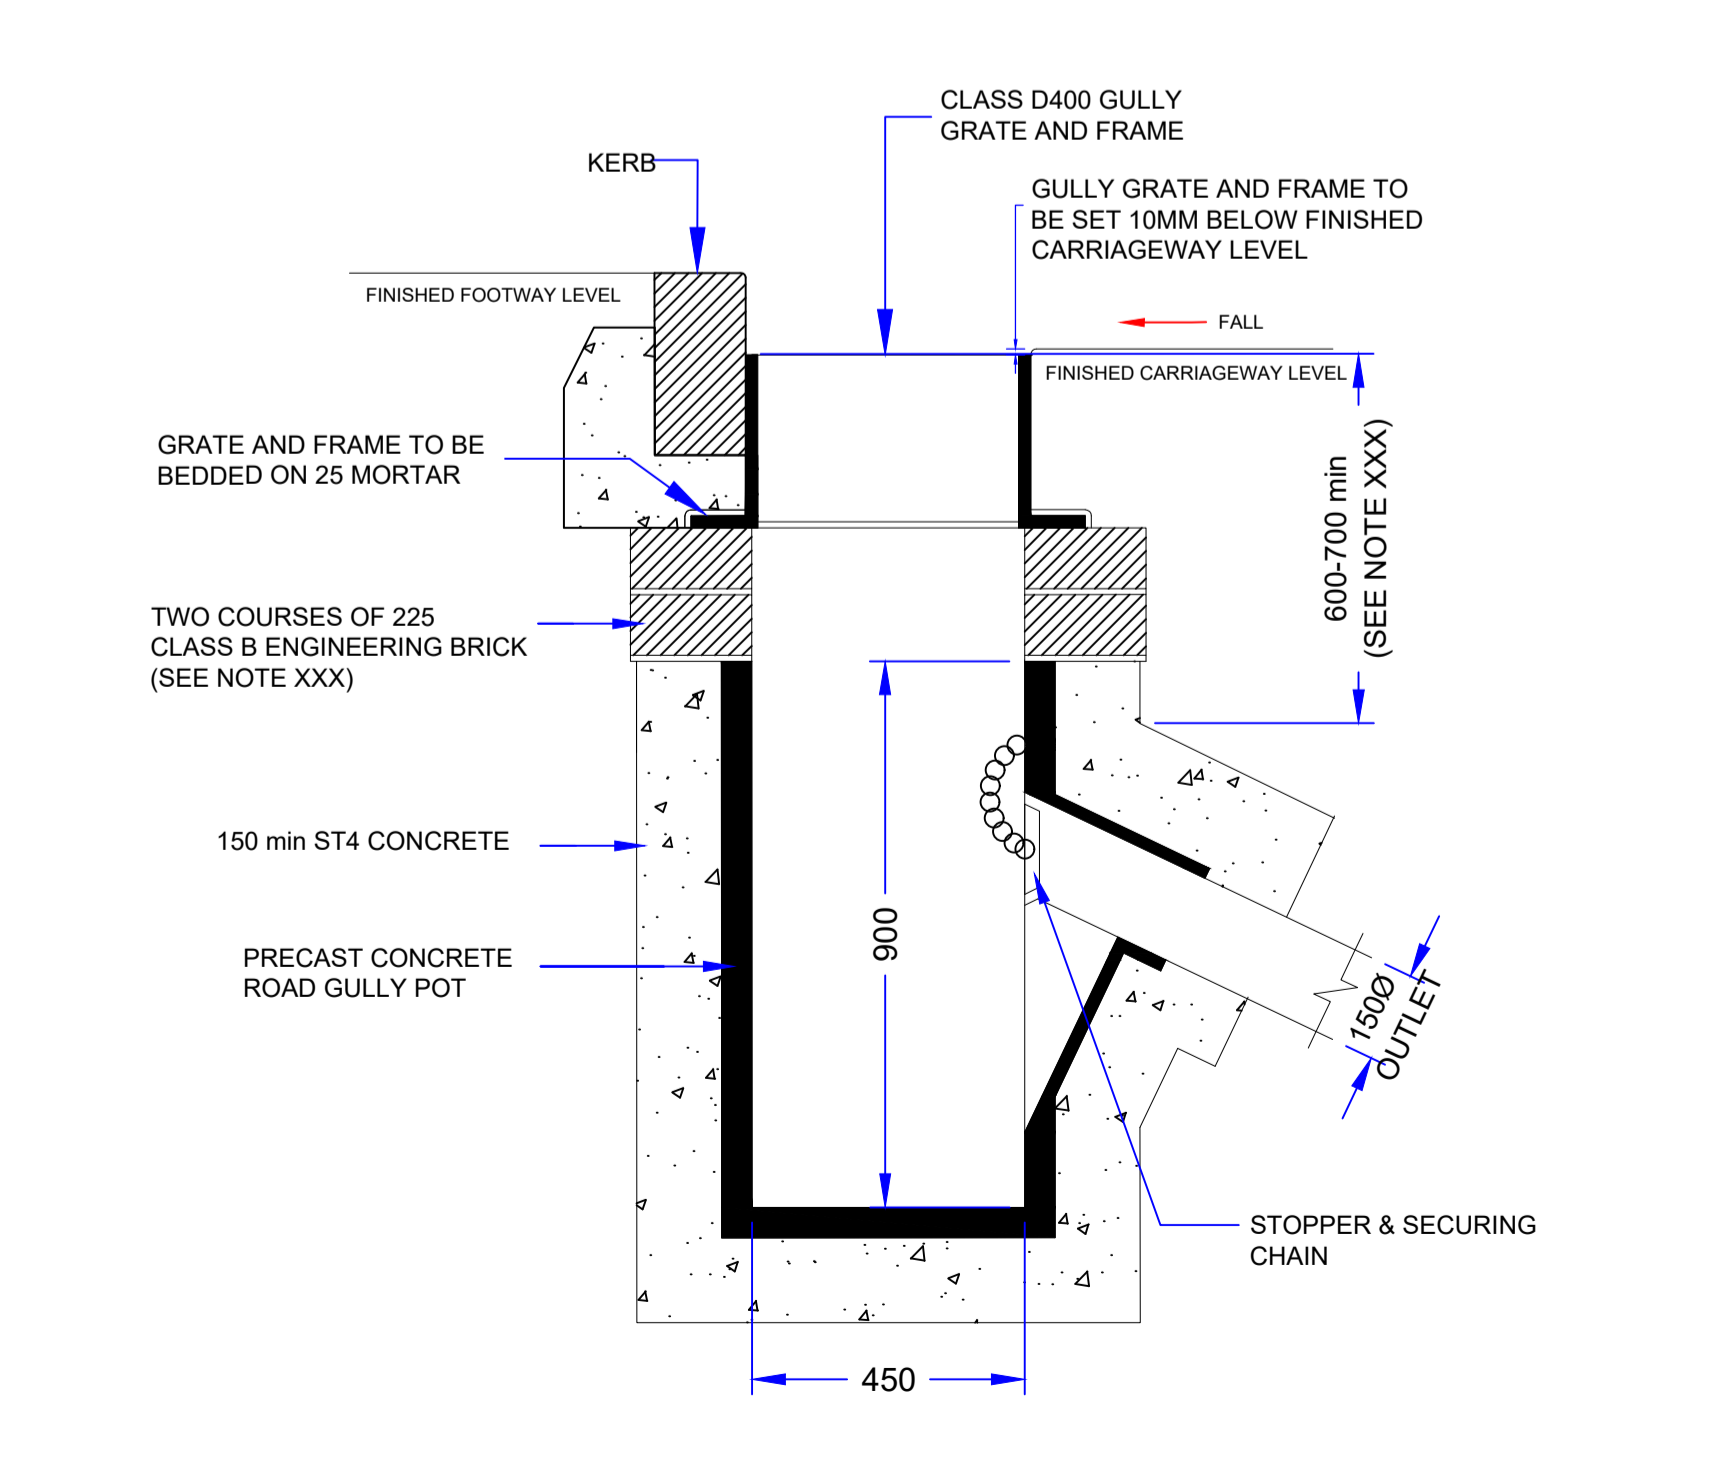 CLASS D400 GULLY
GRATE AND FRAME
KERB
GULLY GRATE AND FRAME TO
BE SET 10MM BELOW FINISHED
CARRIAGEWAY LEVEL
FINISHED FOOTWAY LEVEL
FALL
FINISHED CARRIAGEWAY LEVEL
GRATE AND FRAME TO BE
BEDDED ON 25 MORTAR
600-700 min
(SEE NOTE XXX)
TWO COURSES OF 225
CLASS B ENGINEERING BRICK
(SEE NOTE XXX)
150 min ST4 CONCRETE
900
PRECAST CONCRETE
ROAD GULLY POT
150Ø
OUTLET
STOPPER & SECURING
CHAIN
450